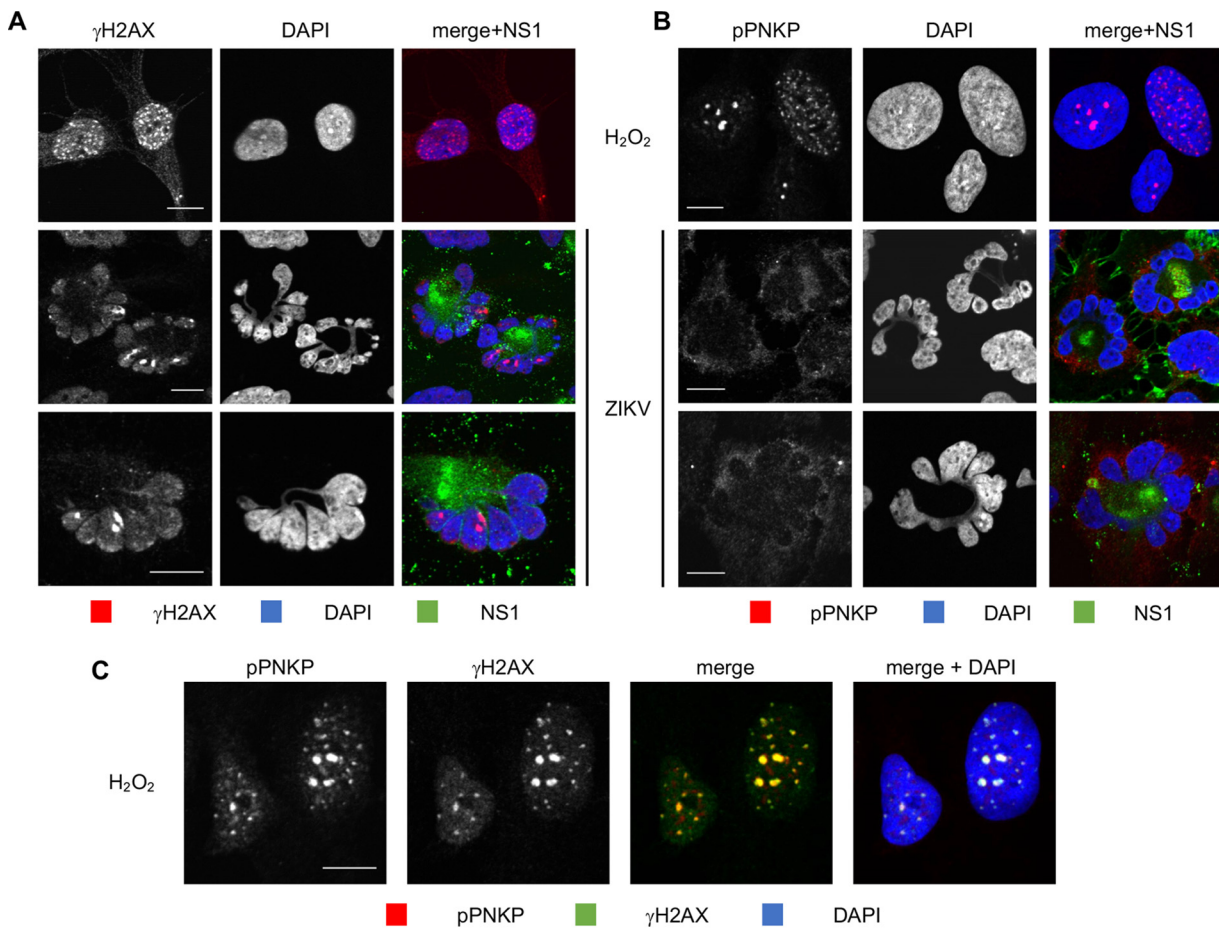 A
γH2AX DAPI merge+NS1
B
pPNKP DAPI merge+NS1
H₂O₂
ZIKV
γH2AX DAPI NS1
pPNKP DAPI NS1
C
pPNKP γH2AX merge merge + DAPI
H₂O₂
pPNKP γH2AX DAPI